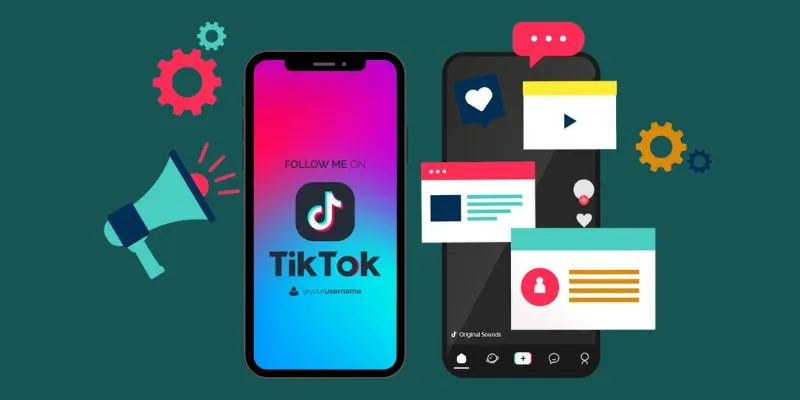 FOLLOW ME ON
TikTok
@yourusername
Original Sounds